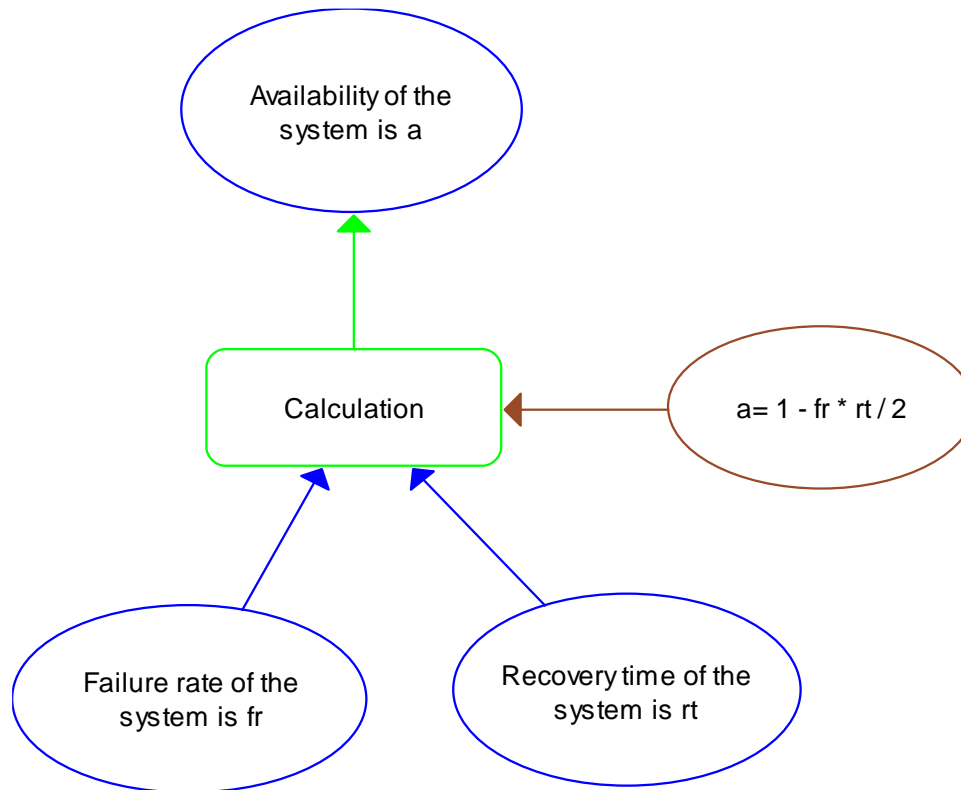 Availability of the
system is a
Calculation
a= 1 - fr * rt / 2
Failure rate of the
system is fr
Recovery time of the
system is rt